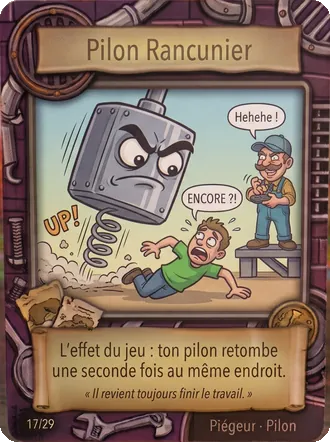 Pilon Rancunier
Hehehe !
ENCORE ?!
UP!
L'effet du jeu : ton pilon retombe
une seconde fois au même endroit.
« Il revient toujours finir le travail. »
17/29
Piégeur · Pilon